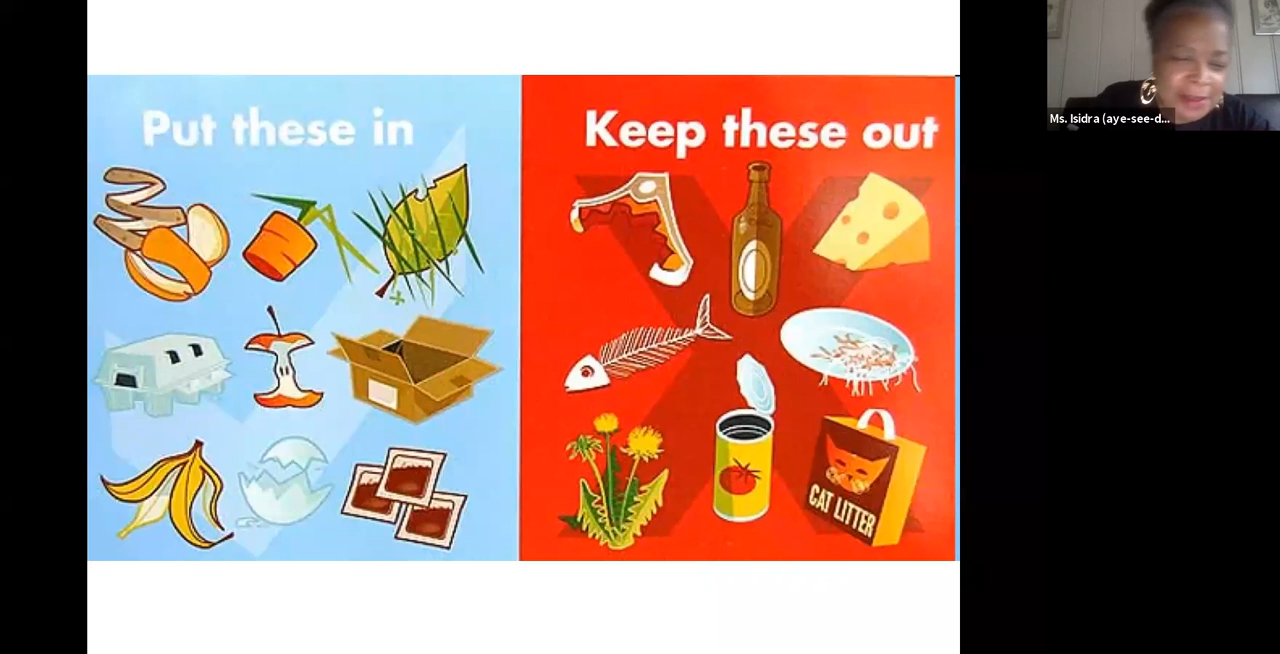 Put these in
Keep these out
CAT LITTER
Ms. Isidra (aye-see-d...